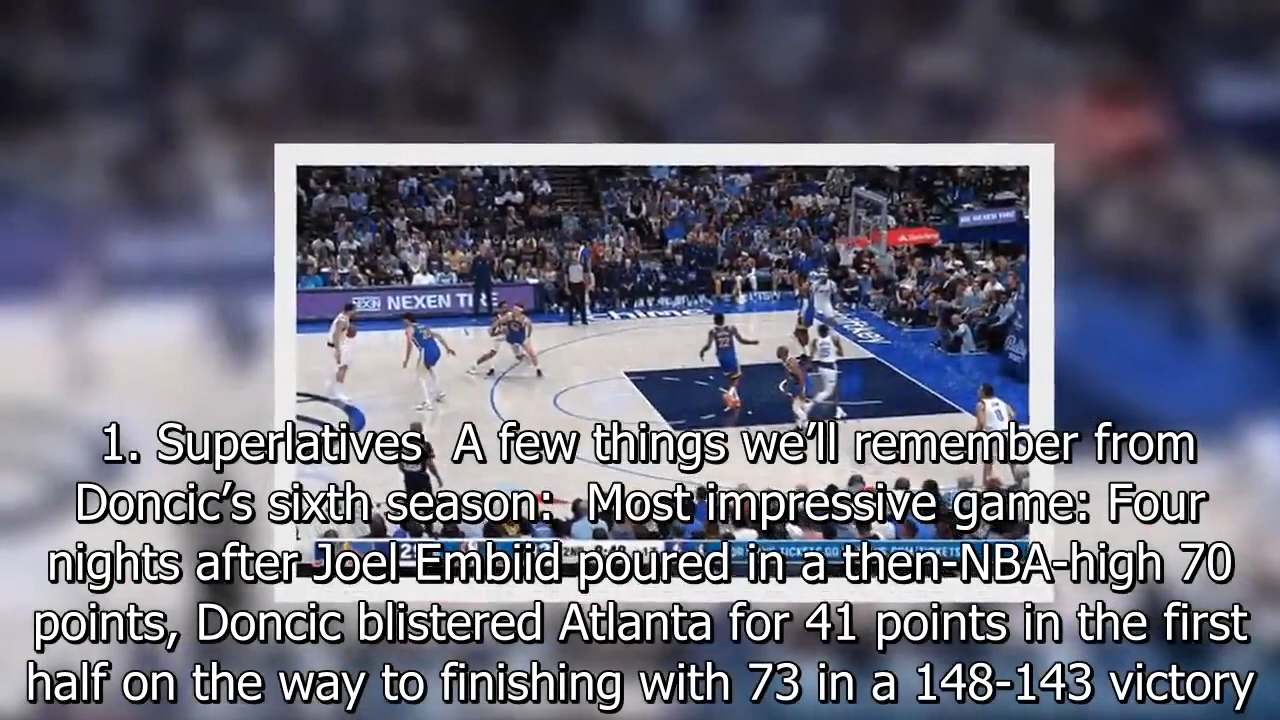 NEXEN TIRE
1. Superlatives  A few things we’ll remember from
Doncic’s sixth season:  Most impressive game: Four
nights after Joel Embiid poured in a then-NBA-high 70
points, Doncic blistered Atlanta for 41 points in the first
half on the way to finishing with 73 in a 148-143 victory